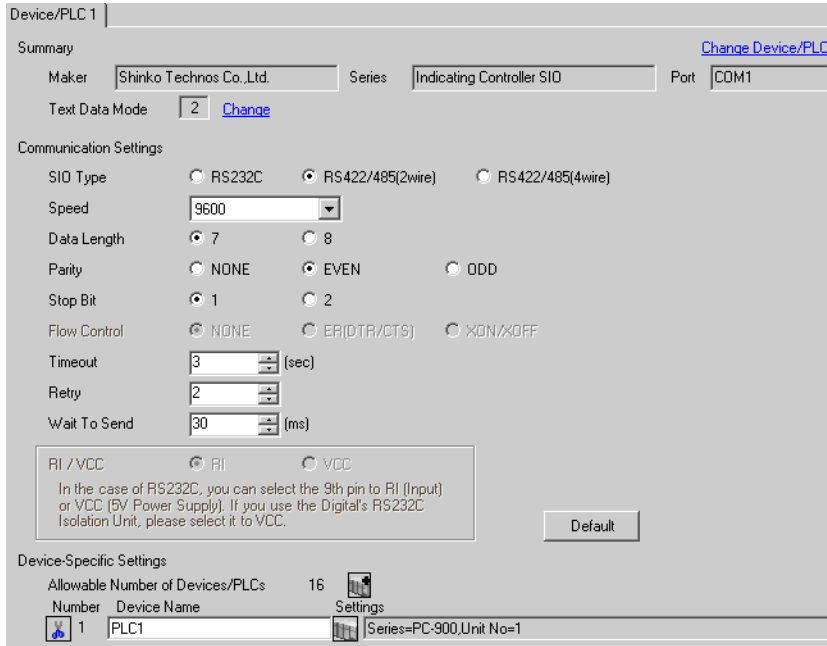 Device/PLC 1
Summary Change Device/PLC
Maker Shinko Technos Co.,Ltd. Series Indicating Controller SIO Port COM1
Text Data Mode 2 Change
Communication Settings
SIO Type RS232C RS422/485(2wire) RS422/485(4wire)
Speed 9600
Data Length 7 8
Parity NONE EVEN ODD
Stop Bit 1 2
Flow Control NONE ER(DTR/CTS) XON/XOFF
Timeout 3 (sec)
Retry 2
Wait To Send 30 (ms)
RI / VCC RI VCC
In the case of RS232C, you can select the 9th pin to RI (Input)
or VCC (5V Power Supply). If you use the Digital's RS232C
Isolation Unit, please select it to VCC.
Default
Device-Specific Settings
Allowable Number of Devices/PLCs 16
Number Device Name Settings
1 PLC1 Series=PC-900,Unit No=1